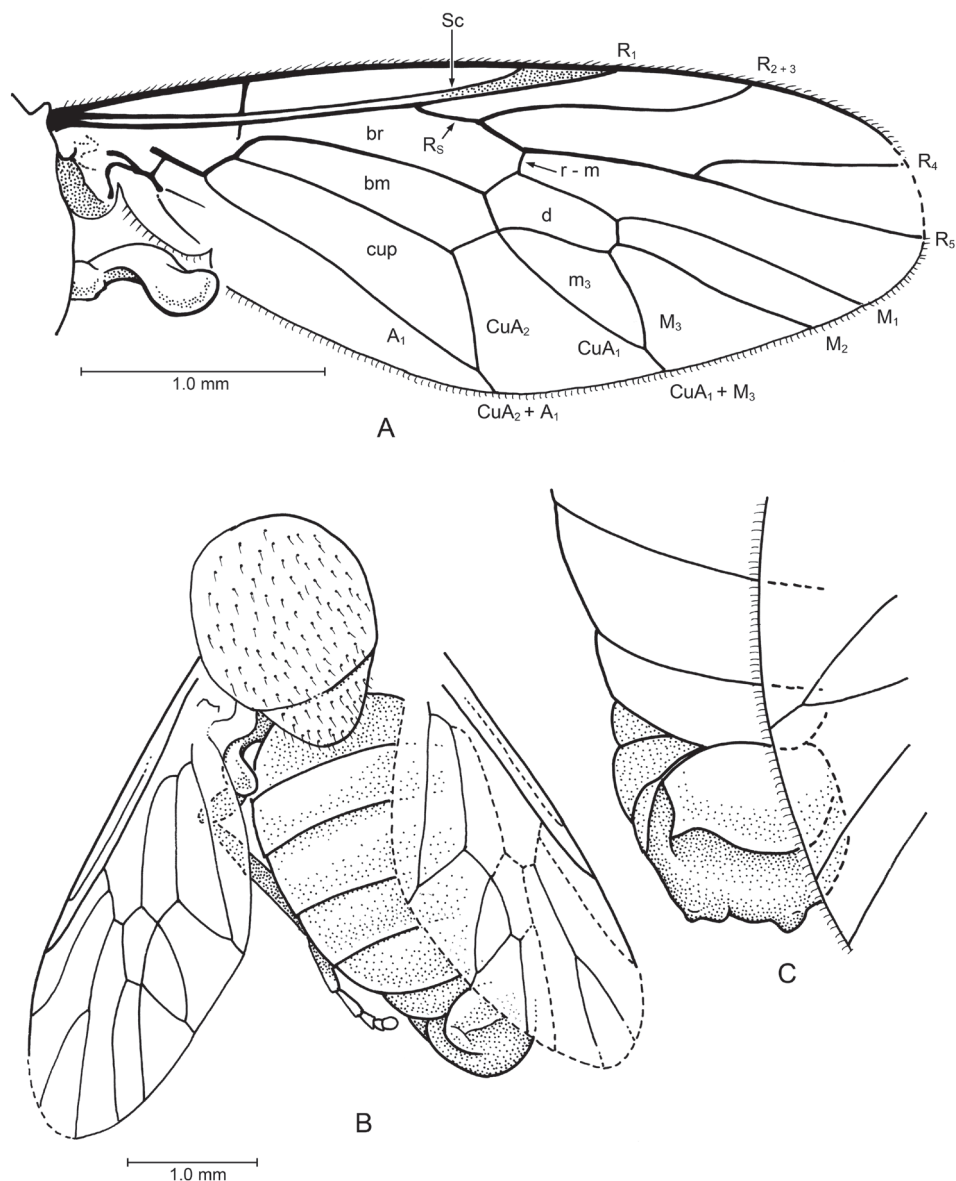 Sc
R₁
R₂ + ₃
br
Rₛ
R₄
r - m
bm
d
R₅
cup
m₃
A₁
CuA₂
CuA₁
M₃
M₁
M₂
1.0 mm
CuA₂ + A₁
CuA₁ + M₃
A
B
C
1.0 mm